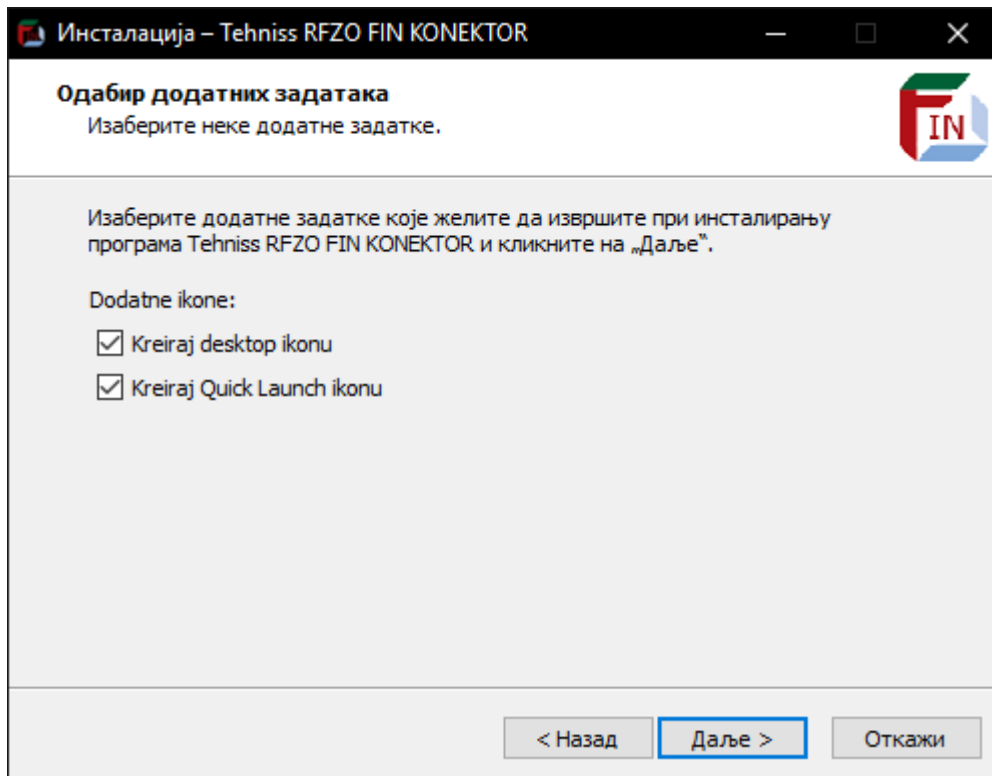 Инсталација – Tehniss RFZO FIN KONEKTOR
Одабир додатних задатака
Изаберите неке додатне задатке.
IN
Изаберите додатне задатке које желите да извршите при инсталирању
програма Tehniss RFZO FIN KONEKTOR и кликните на „Даље“.
Dodatne ikone:
Kreiraj desktop ikonu
Kreiraj Quick Launch ikonu
< Назад
Даље >
Откажи